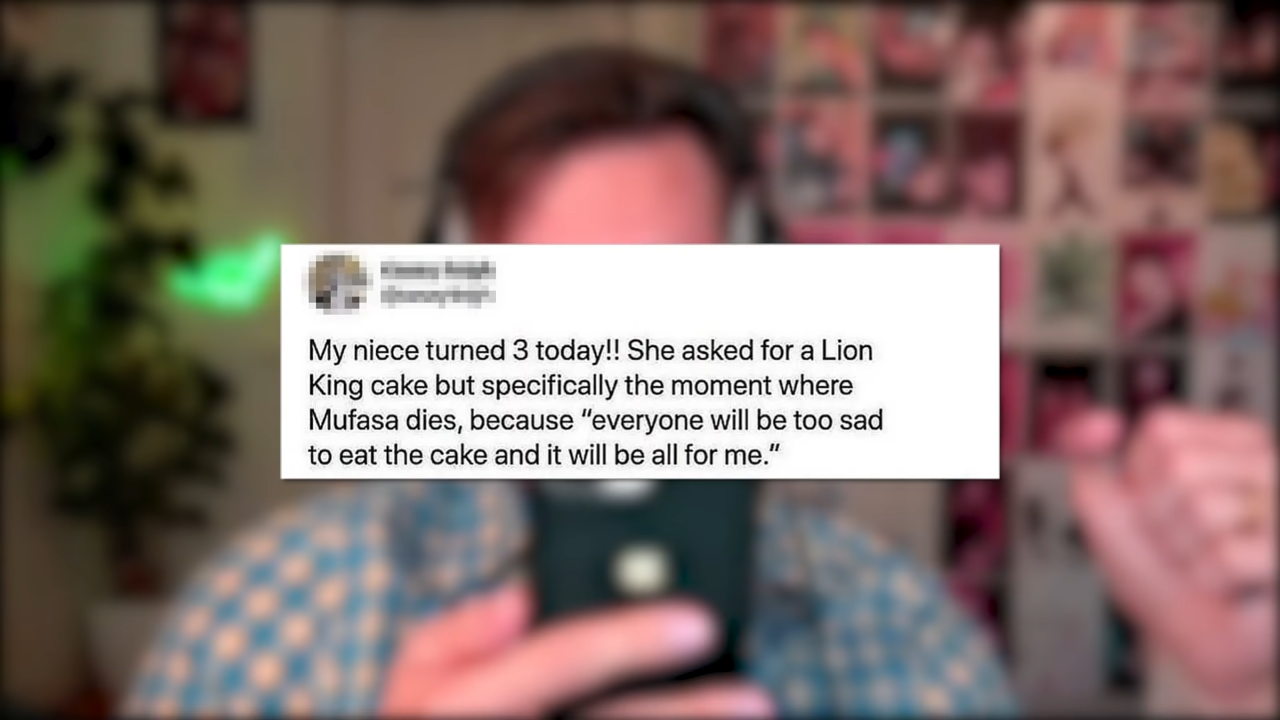 My niece turned 3 today!! She asked for a Lion
King cake but specifically the moment where
Mufasa dies, because “everyone will be too sad
to eat the cake and it will be all for me.”